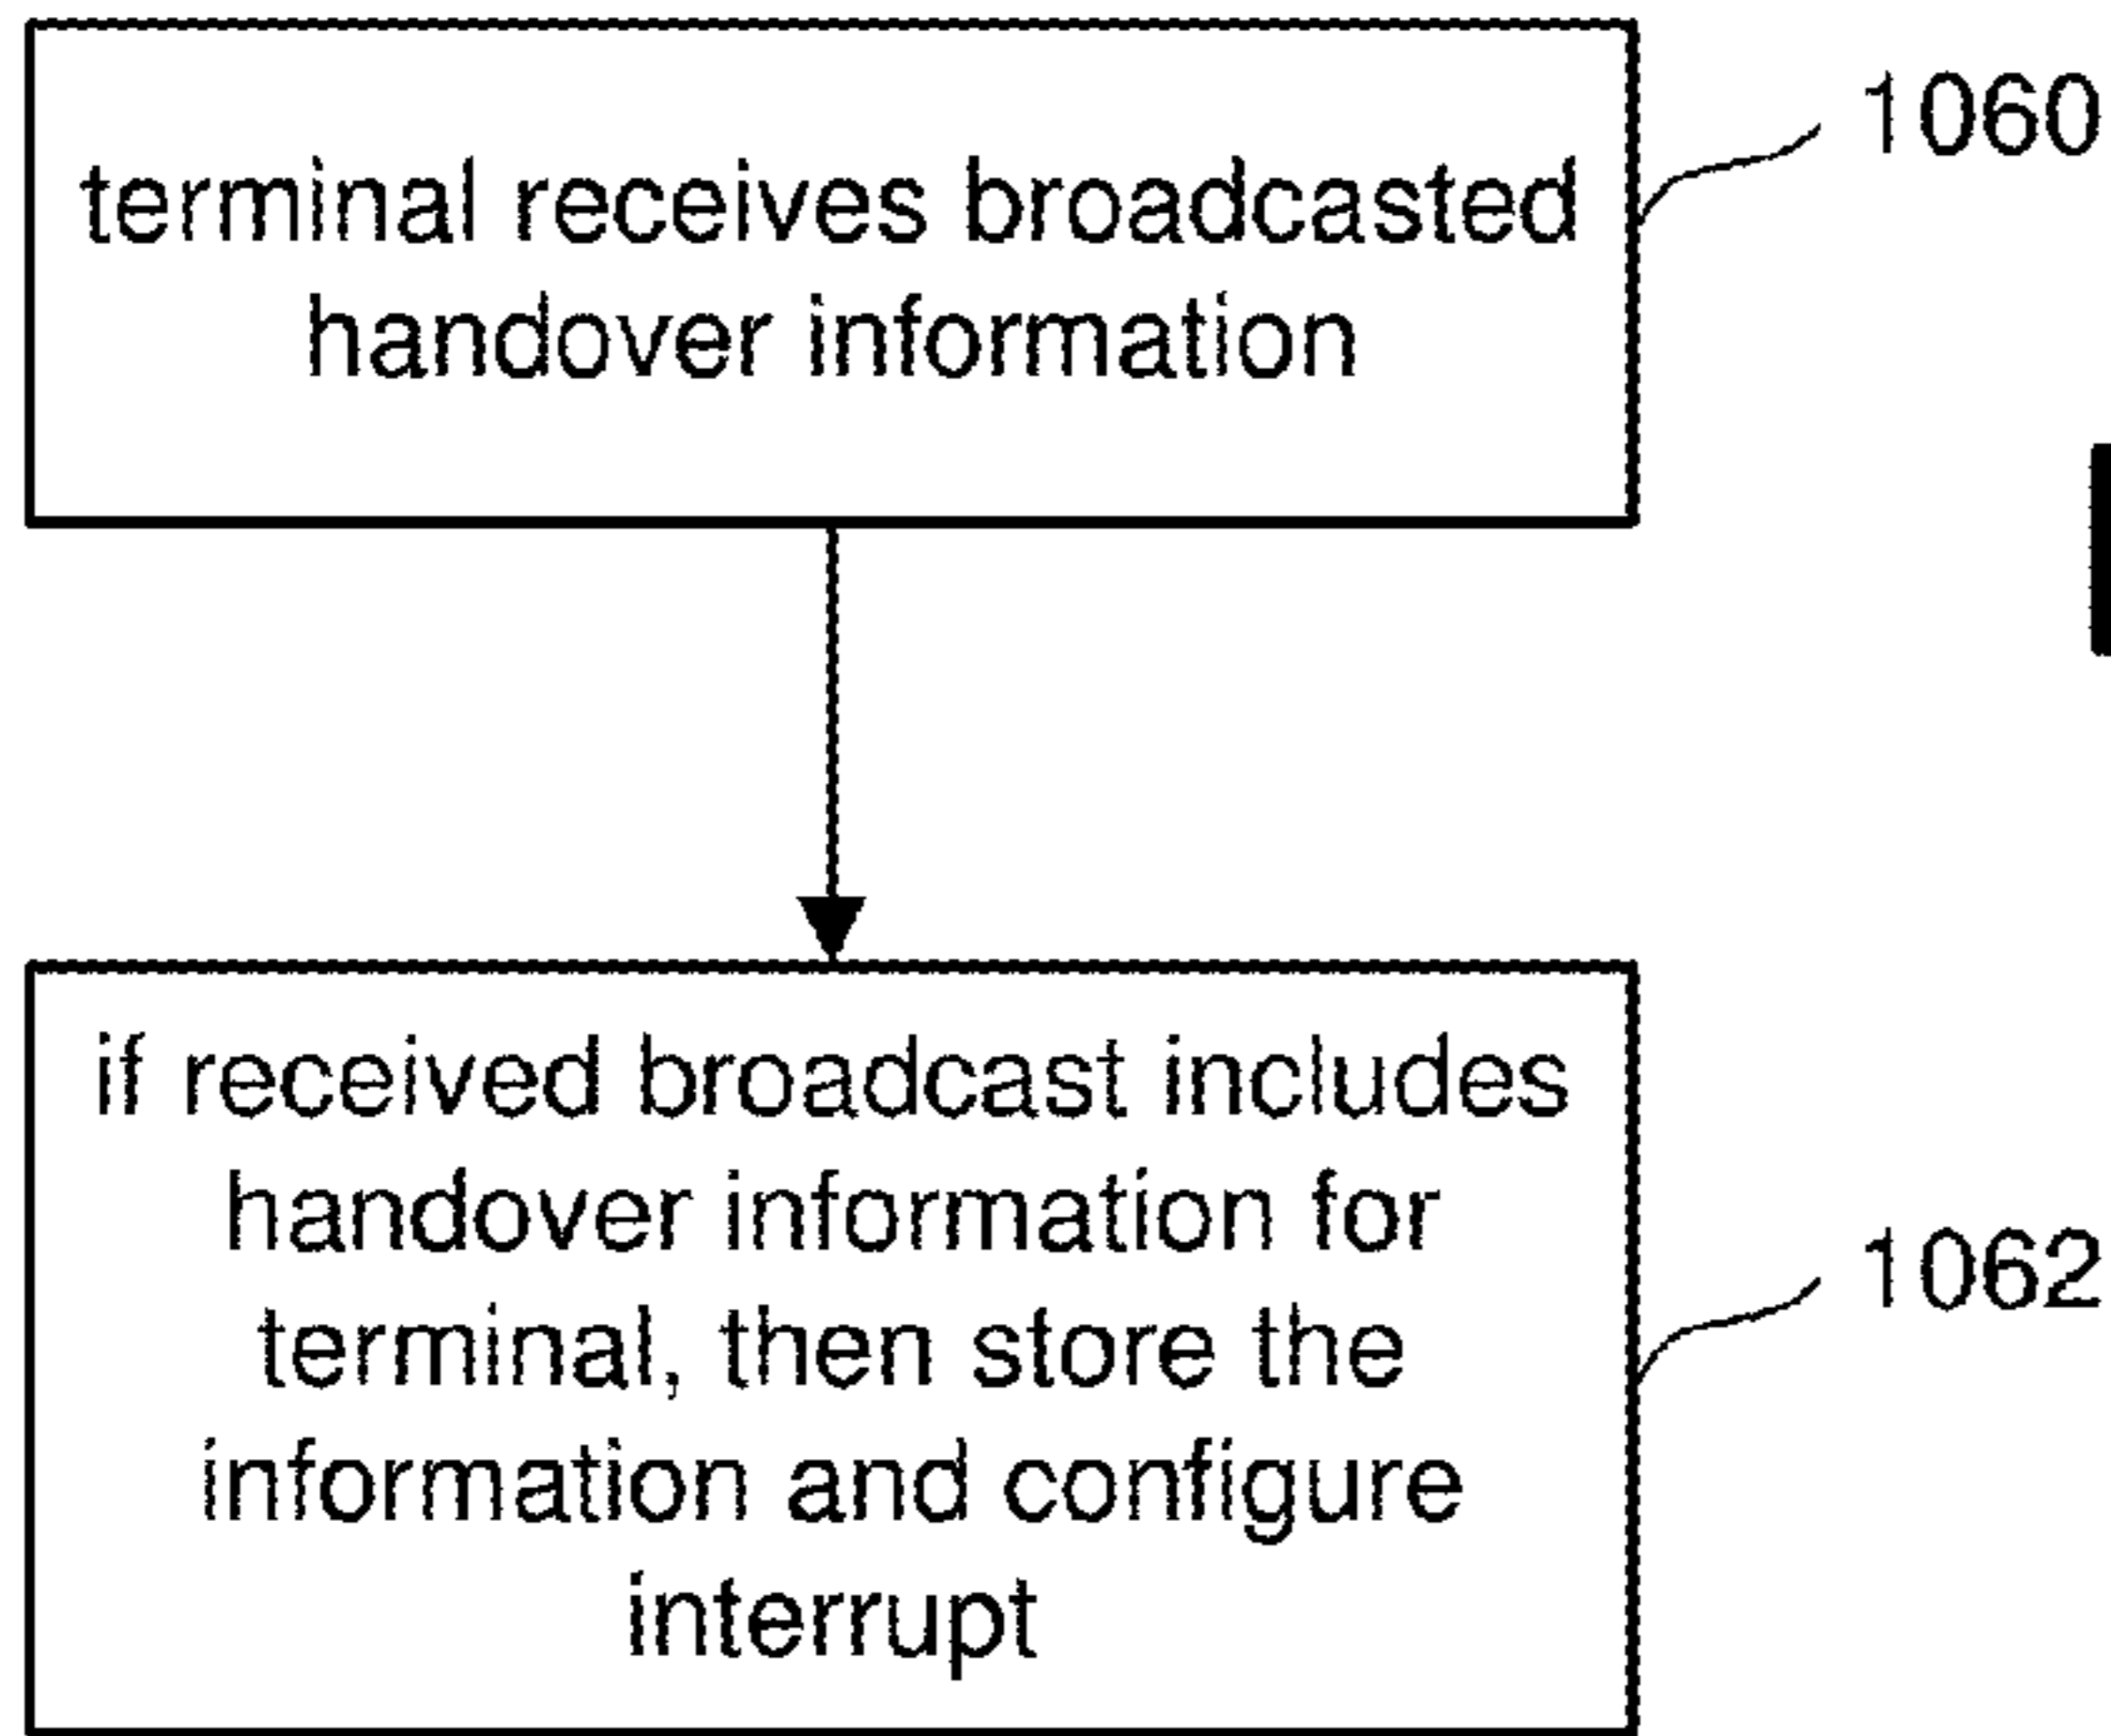 terminal receives broadcasted
handover information
1060
if received broadcast includes
handover information for
terminal, then store the
information and configure
interrupt
1062